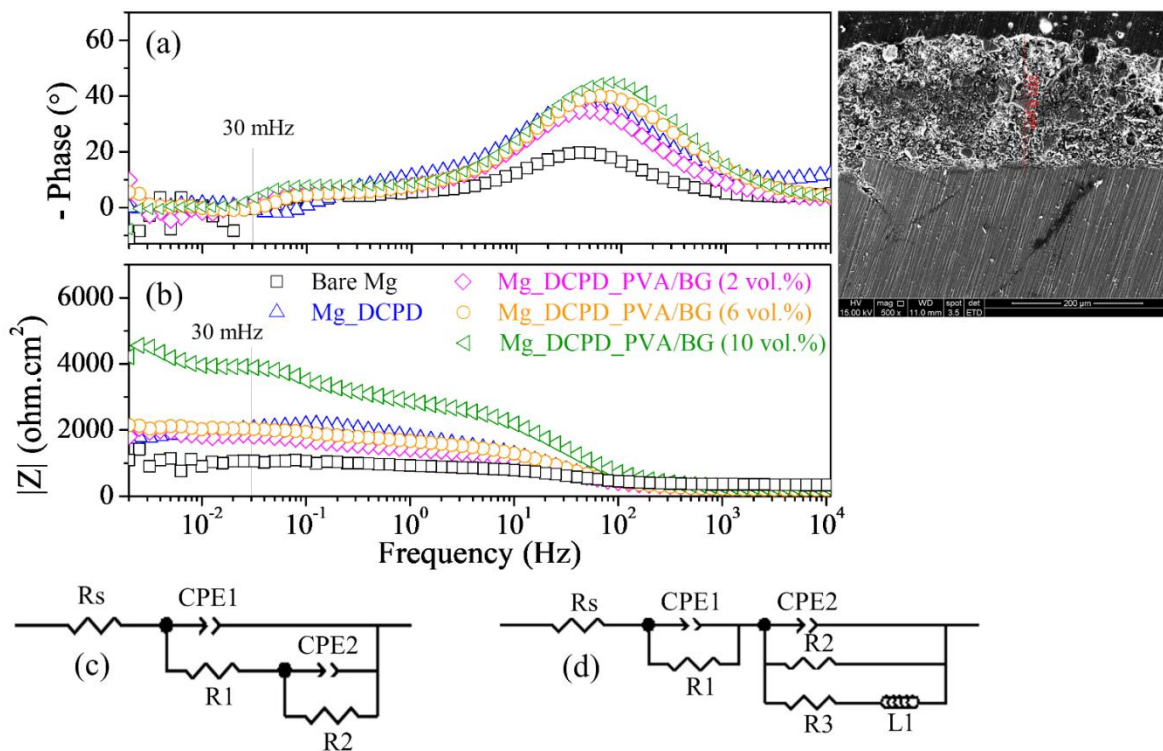 (a)
60
40
20
0
- Phase (°)
30 mHz
(b)
6000
4000
2000
0
|Z| (ohm.cm²)
30 mHz
Bare Mg
Mg_DCPD
Mg_DCPD_PVA/BG (2 vol.%)
Mg_DCPD_PVA/BG (6 vol.%)
Mg_DCPD_PVA/BG (10 vol.%)
10⁻² 10⁻¹ 10⁰ 10¹ 10² 10³ 10⁴
Frequency (Hz)
HV mag □ WD spot det
15.00 kV 500 x 11.0 mm 3.5 ETD
200 µm
Rs
CPE1
CPE2
R1
R2
(c)
Rs
CPE1
CPE2
R1
R2
R3
L1
(d)